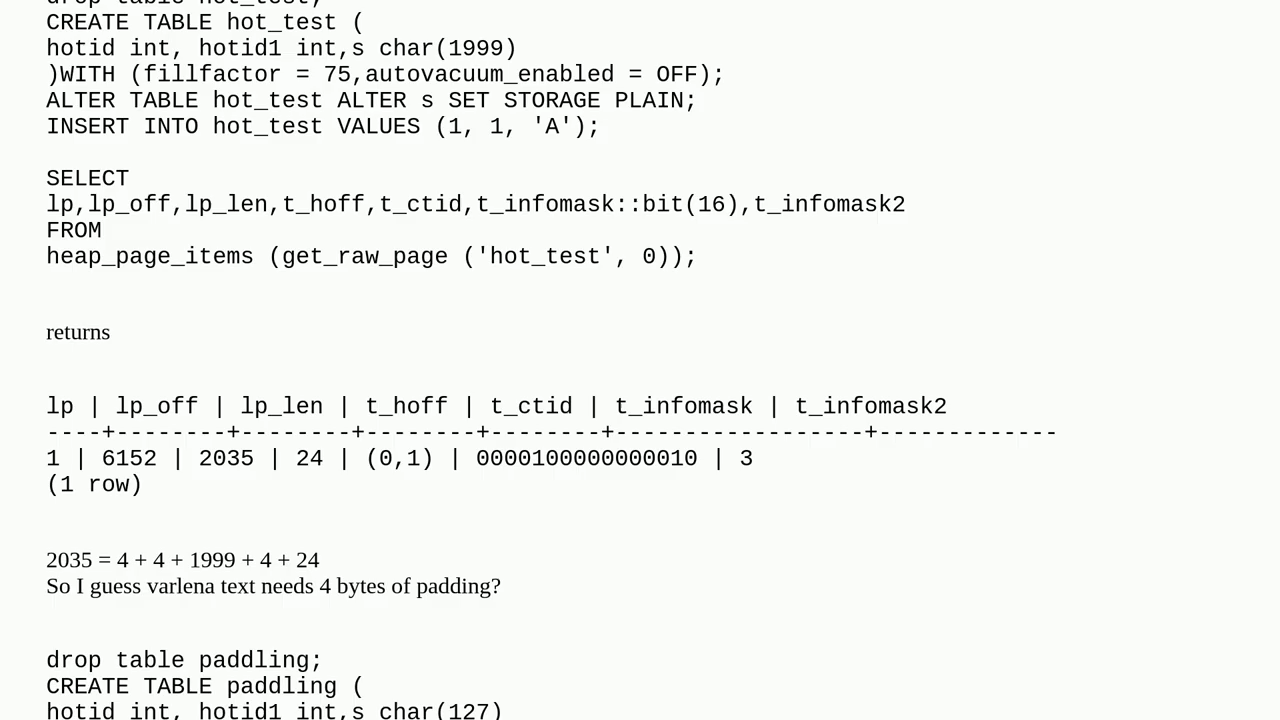 drop table hot_test;
CREATE TABLE hot_test (
hotid int, hotid1 int,s char(1999)
)WITH (fillfactor = 75,autovacuum_enabled = OFF);
ALTER TABLE hot_test ALTER s SET STORAGE PLAIN;
INSERT INTO hot_test VALUES (1, 1, 'A');
SELECT
lp,lp_off,lp_len,t_hoff,t_ctid,t_infomask::bit(16),t_infomask2
FROM
heap_page_items (get_raw_page ('hot_test', 0));
returns
lp | lp_off | lp_len | t_hoff | t_ctid | t_infomask | t_infomask2
----+--------+--------+--------+--------+------------------+-------------
1 | 6152 | 2035 | 24 | (0,1) | 0000100000000010 | 3
(1 row)
2035 = 4 + 4 + 1999 + 4 + 24
So I guess varlena text needs 4 bytes of padding?
drop table paddling;
CREATE TABLE paddling (
hotid int, hotid1 int,s char(127)